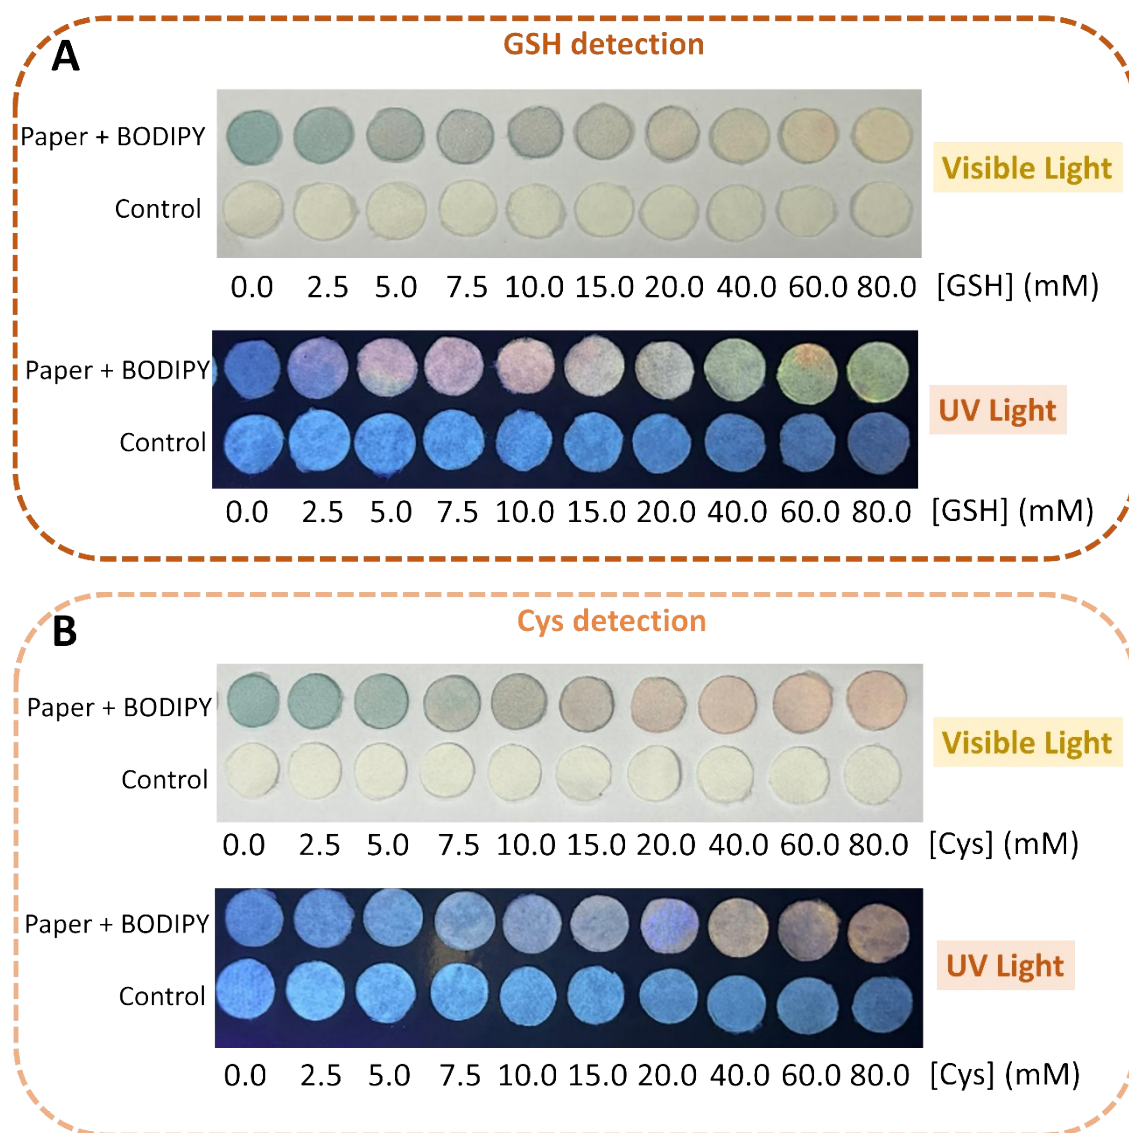 A
GSH detection
Paper + BODIPY
Visible Light
Control
0.0 2.5 5.0 7.5 10.0 15.0 20.0 40.0 60.0 80.0 [GSH] (mM)
Paper + BODIPY
UV Light
Control
0.0 2.5 5.0 7.5 10.0 15.0 20.0 40.0 60.0 80.0 [GSH] (mM)
B
Cys detection
Paper + BODIPY
Visible Light
Control
0.0 2.5 5.0 7.5 10.0 15.0 20.0 40.0 60.0 80.0 [Cys] (mM)
Paper + BODIPY
UV Light
Control
0.0 2.5 5.0 7.5 10.0 15.0 20.0 40.0 60.0 80.0 [Cys] (mM)